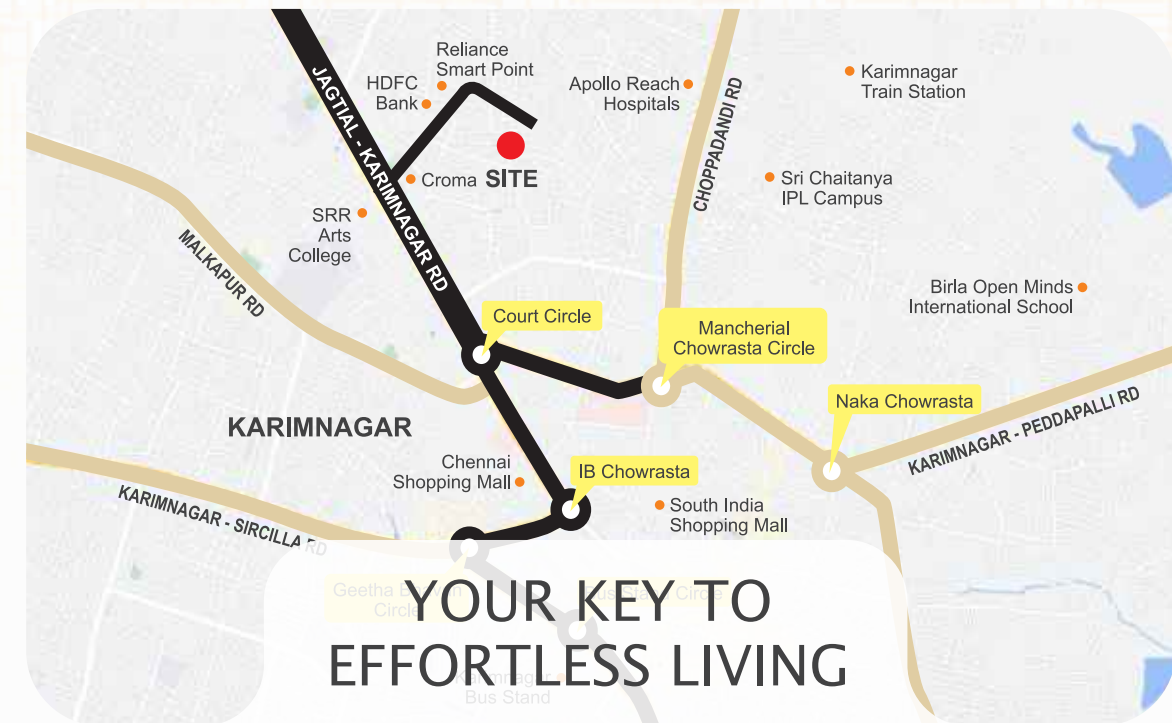 Reliance
Smart Point
HDFC
Bank
Apollo Reach
Hospitals
Karimnagar
Train Station
JAGTIAL - KARIMNAGAR RD
CHOPPADANDI RD
Croma
SITE
Sri Chaitanya
IPL Campus
SRR
Arts
College
MALKAPUR RD
Birla Open Minds
International School
Court Circle
Mancherial
Chowrasta Circle
Naka Chowrasta
KARIMNAGAR - PEDDAPALLI RD
KARIMNAGAR
Chennai
Shopping Mall
IB Chowrasta
South India
Shopping Mall
KARIMNAGAR - SIRCILLA RD
Geetha
Circle
Circle
YOUR KEY TO
EFFORTLESS LIVING
Bus Stand